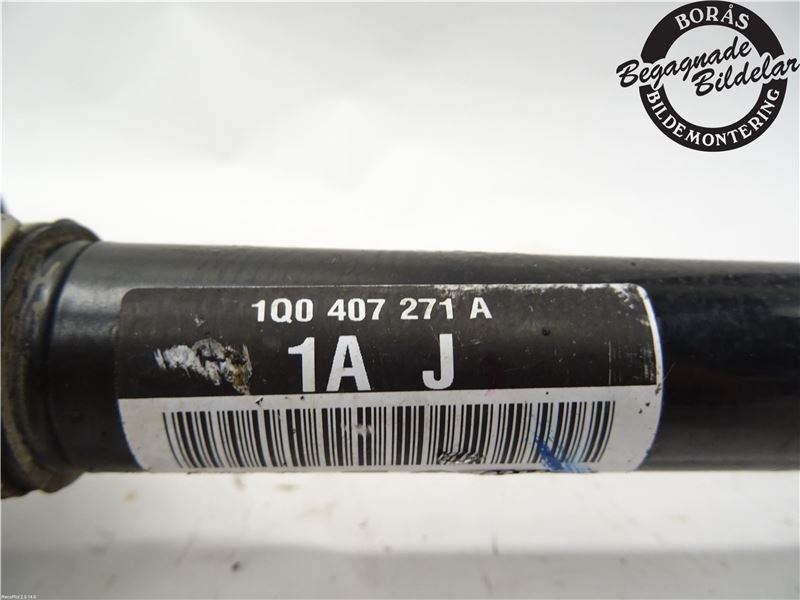 BORÅS
Begagnade
Bildelar
BILDEMONTERING
1Q0 407 271 A
1A J